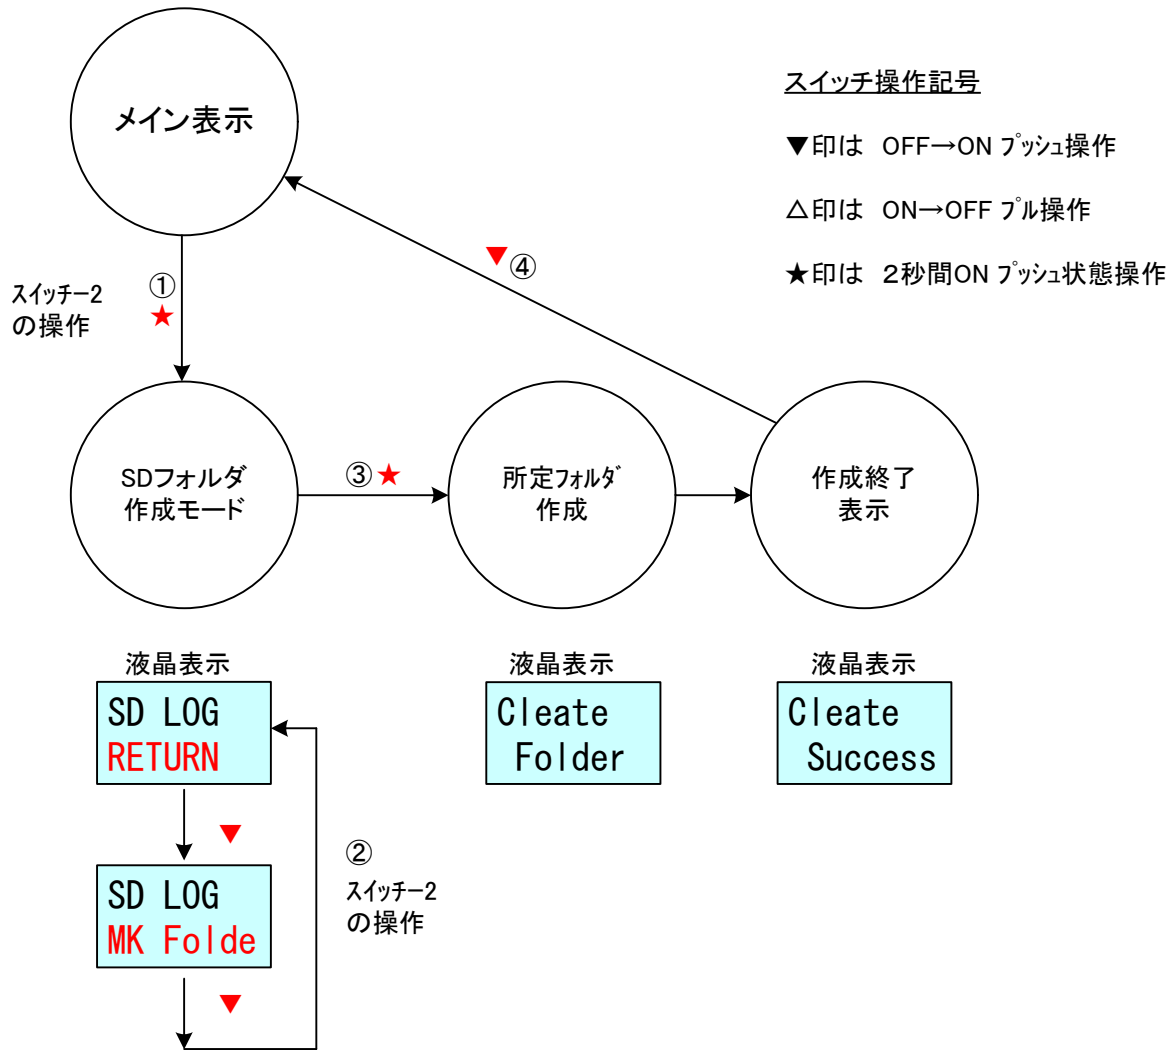 メイン表示
スイッチ操作記号
▼印は OFF→ON プッシュ操作
△印は ON→OFF プル操作
★印は 2秒間ON プッシュ状態操作
スイッチー2
の操作
①
★
▼④
SDフォルダ
作成モード
③★
所定フォルダ
作成
作成終了
表示
液晶表示
SD LOG
RETURN
▼
SD LOG
MK Folde
▼
②
スイッチー2
の操作
液晶表示
Cleate
Folder
液晶表示
Cleate
Success